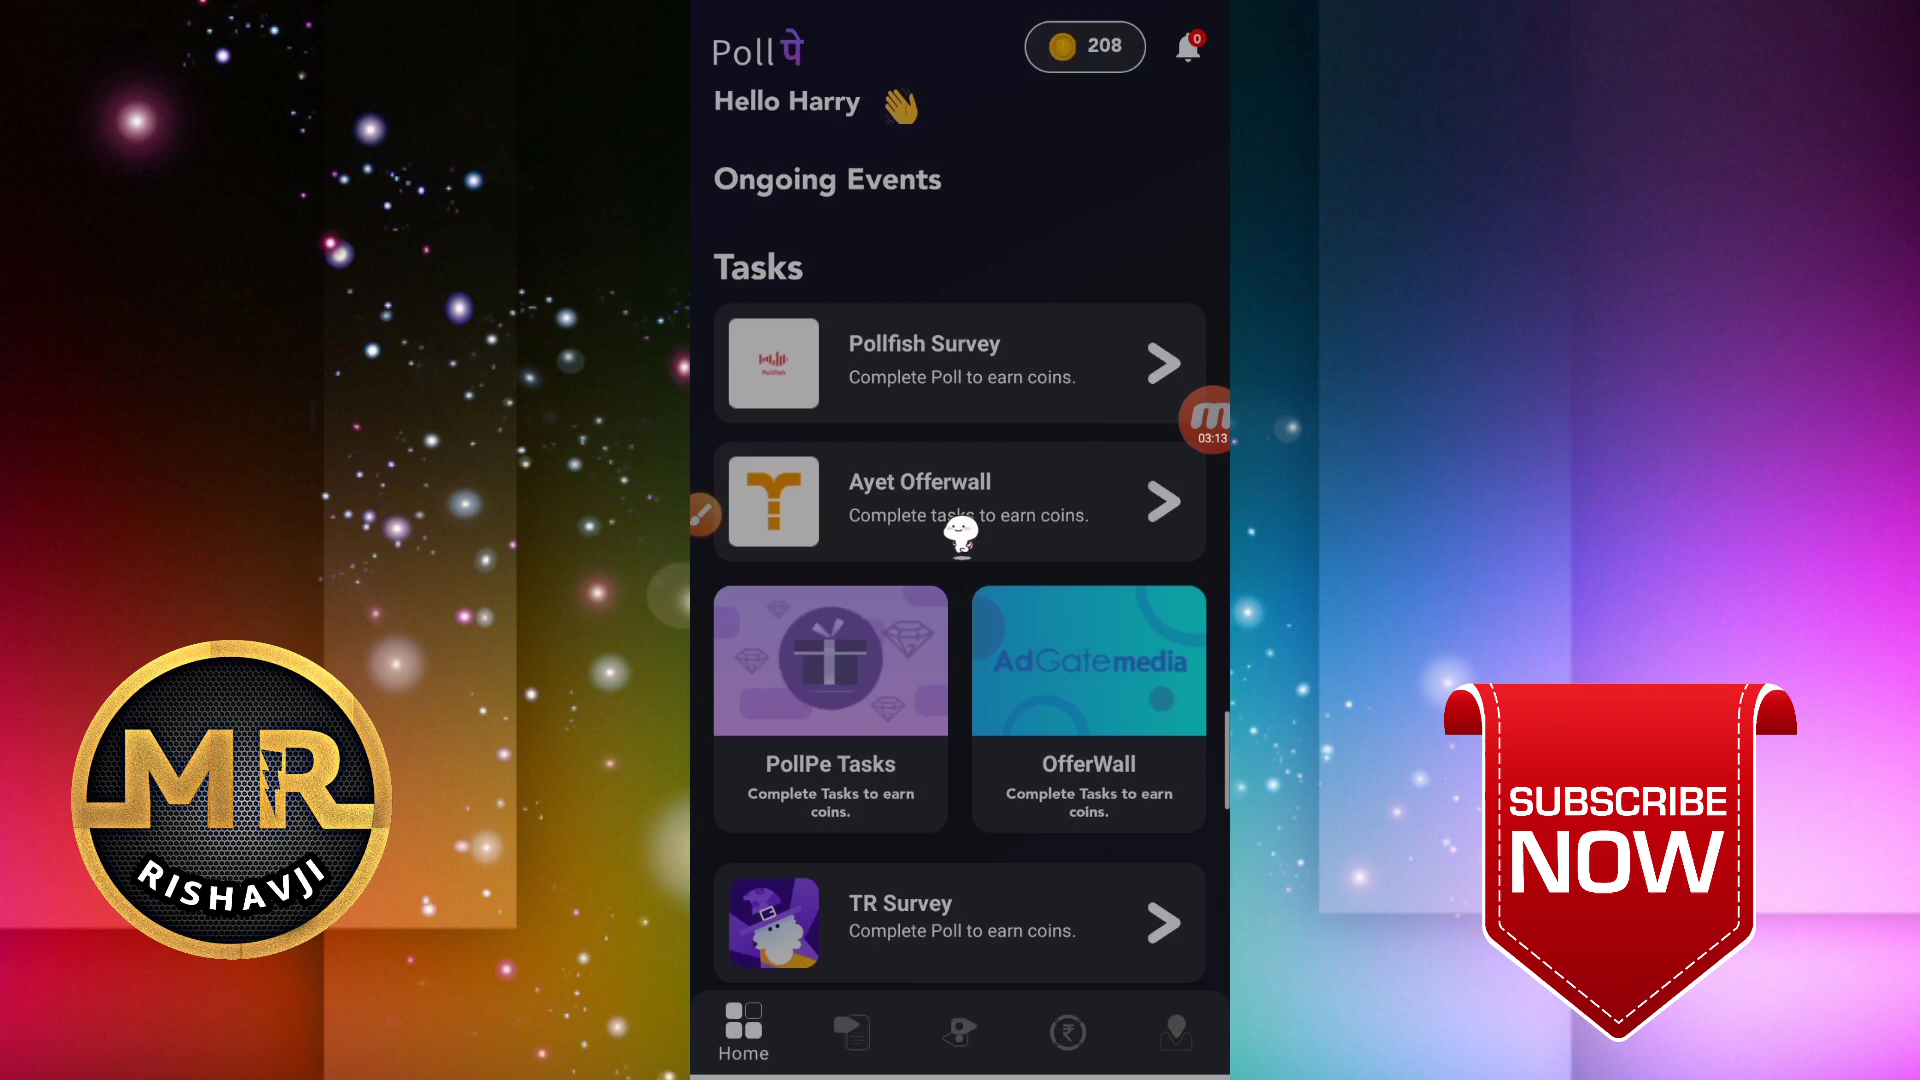 Poll पे
208
0
Hello Harry
Ongoing Events
Tasks
Pollfish Survey
Complete Poll to earn coins.
Pollfish
03:13
Ayet Offerwall
Complete tasks to earn coins.
AdGatemedia
PollPe Tasks
Complete Tasks to earn
coins.
OfferWall
Complete Tasks to earn
coins.
TR Survey
Complete Poll to earn coins.
Home
MR
RISHAVJI
SUBSCRIBE
NOW